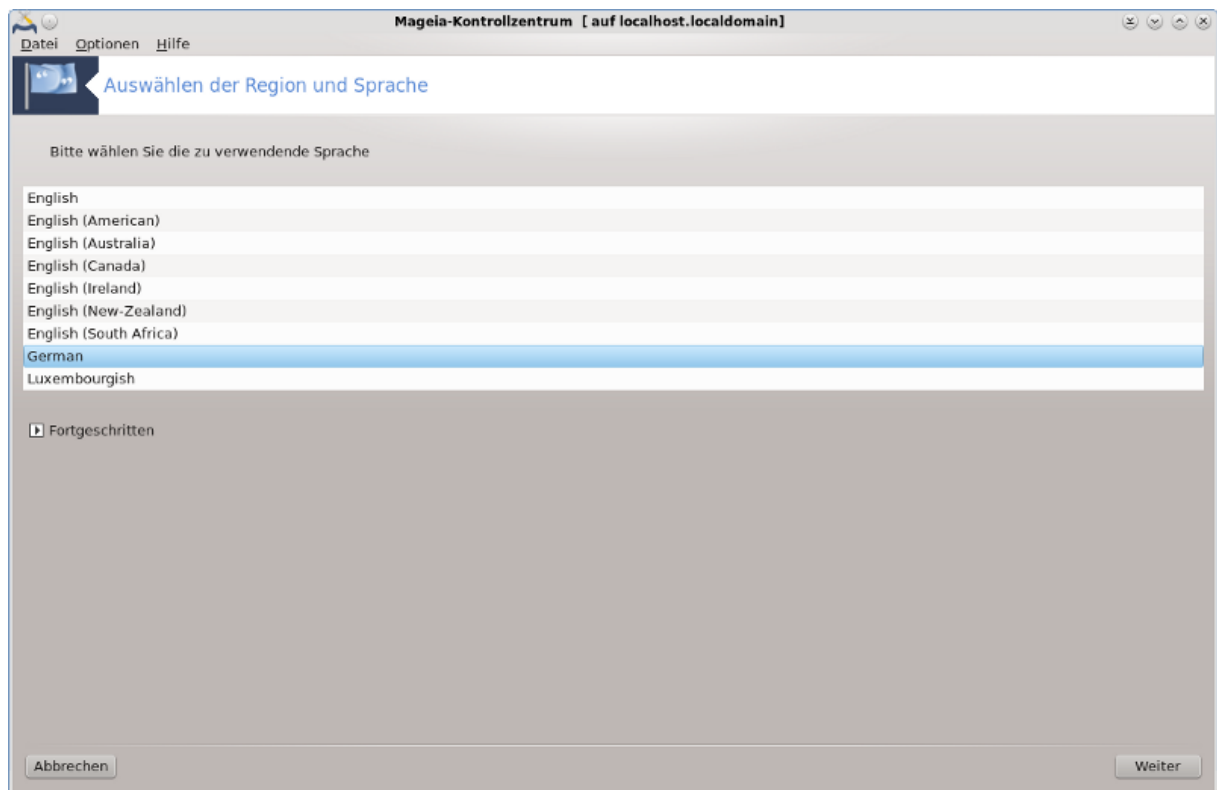 Mageia-Kontrollzentrum [ auf localhost.localdomain]
Datei Optionen Hilfe
Auswählen der Region und Sprache
Bitte wählen Sie die zu verwendende Sprache
English
English (American)
English (Australia)
English (Canada)
English (Ireland)
English (New-Zealand)
English (South Africa)
German
Luxembourgish
Fortgeschritten
Abbrechen Weiter